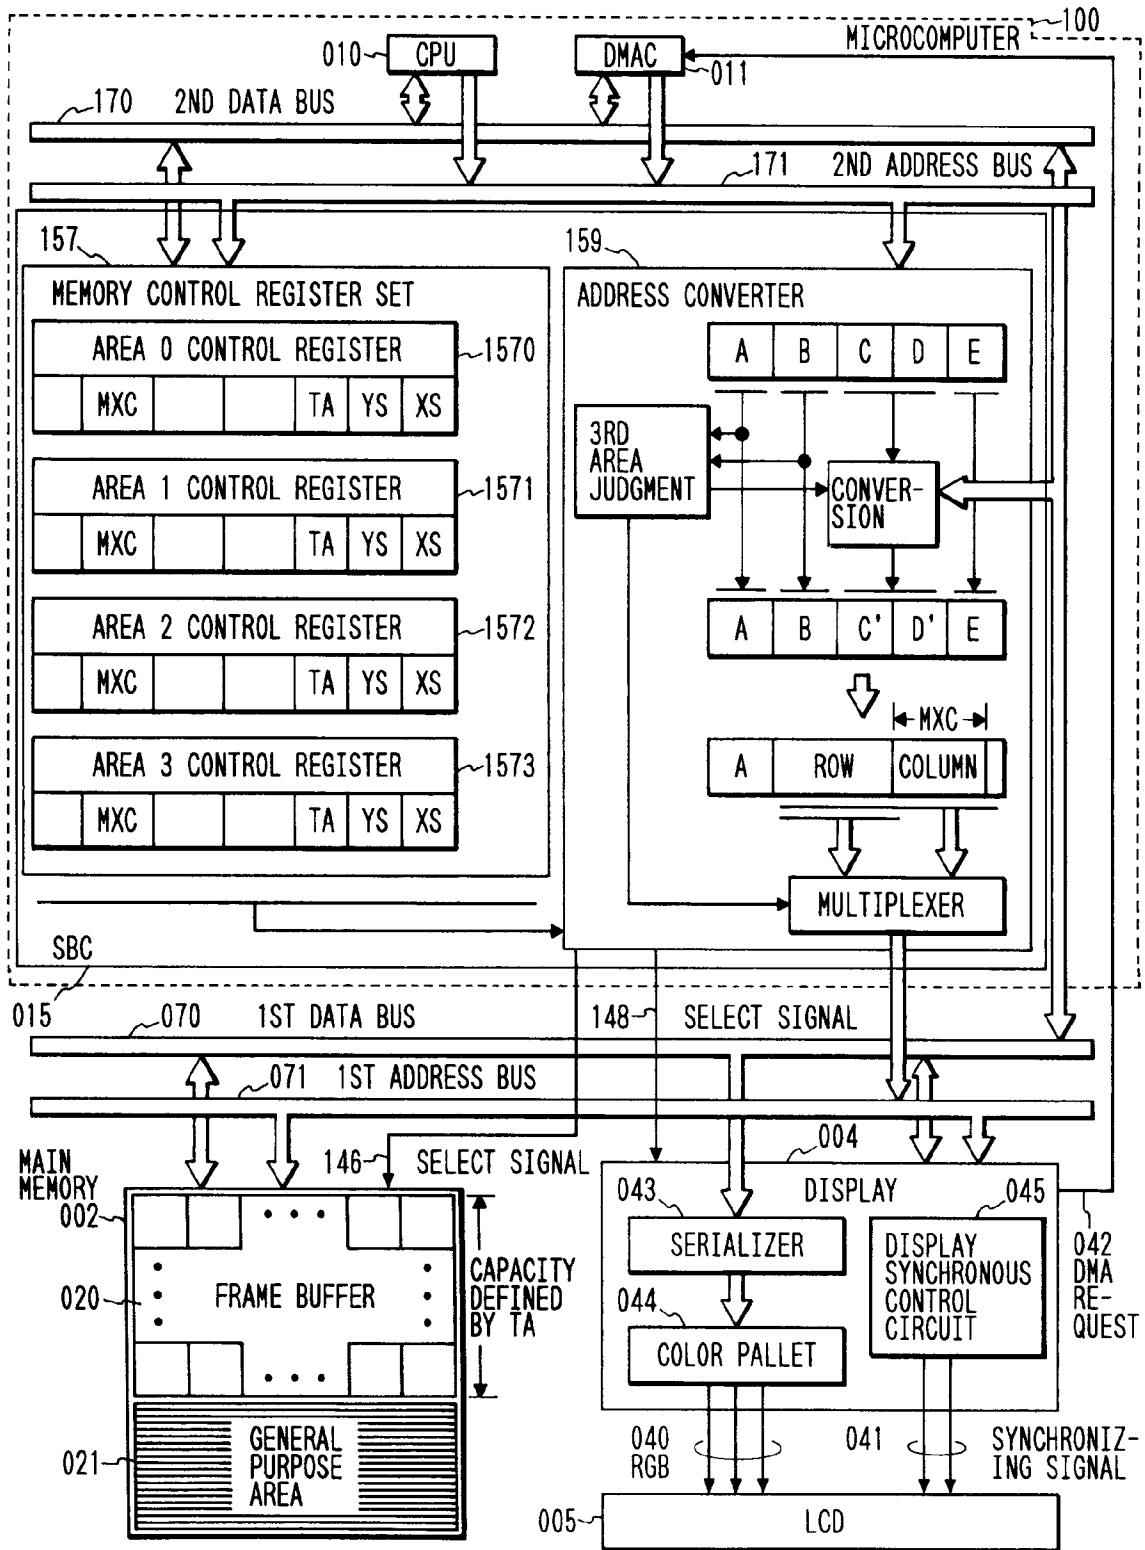 100
MICROCOMPUTER
010
CPU
DMAC
011
170
2ND DATA BUS
171
2ND ADDRESS BUS
157
159
MEMORY CONTROL REGISTER SET
ADDRESS CONVERTER
AREA 0 CONTROL REGISTER
1570
MXC TA YS XS
A B C D E
3RD
AREA
JUDGMENT
AREA 1 CONTROL REGISTER
1571
MXC TA YS XS
CONVER-
SION
AREA 2 CONTROL REGISTER
1572
MXC TA YS XS
A B C' D' E
MXC
AREA 3 CONTROL REGISTER
1573
MXC TA YS XS
A ROW COLUMN
MULTIPLEXER
SBC
015
070
1ST DATA BUS
148
SELECT SIGNAL
071
1ST ADDRESS BUS
146
SELECT SIGNAL
004
MAIN
MEMORY
002
DISPLAY
043
045
SERIALIZER
DISPLAY
SYNCHRONOUS
CONTROL
CIRCUIT
042
DMA
RE-
QUEST
020
FRAME BUFFER
CAPACITY
DEFINED
BY TA
044
COLOR PALLET
021
GENERAL
PURPOSE
AREA
040
RGB
041
SYNCHRONIZ-
ING SIGNAL
005
LCD